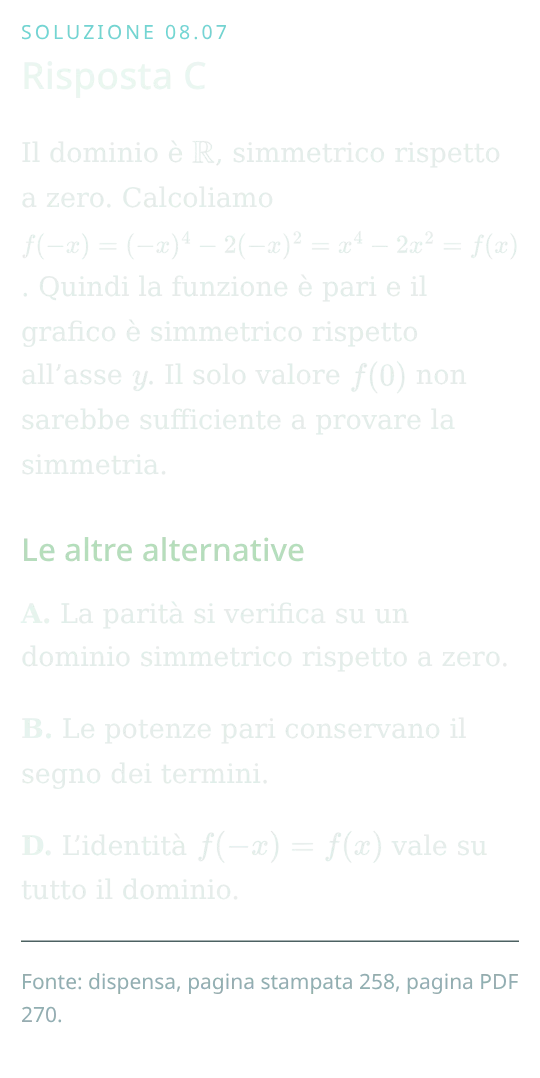 SOLUZIONE 08.07
Risposta C
Il dominio è ℝ, simmetrico rispetto
a zero. Calcoliamo
f(−x) = (−x)⁴ − 2(−x)² = x⁴ − 2x² = f(x)
. Quindi la funzione è pari e il
grafico è simmetrico rispetto
all’asse y. Il solo valore f(0) non
sarebbe sufficiente a provare la
simmetria.
Le altre alternative
A. La parità si verifica su un
dominio simmetrico rispetto a zero.
B. Le potenze pari conservano il
segno dei termini.
D. L’identità f(−x) = f(x) vale su
tutto il dominio.
Fonte: dispensa, pagina stampata 258, pagina PDF
270.